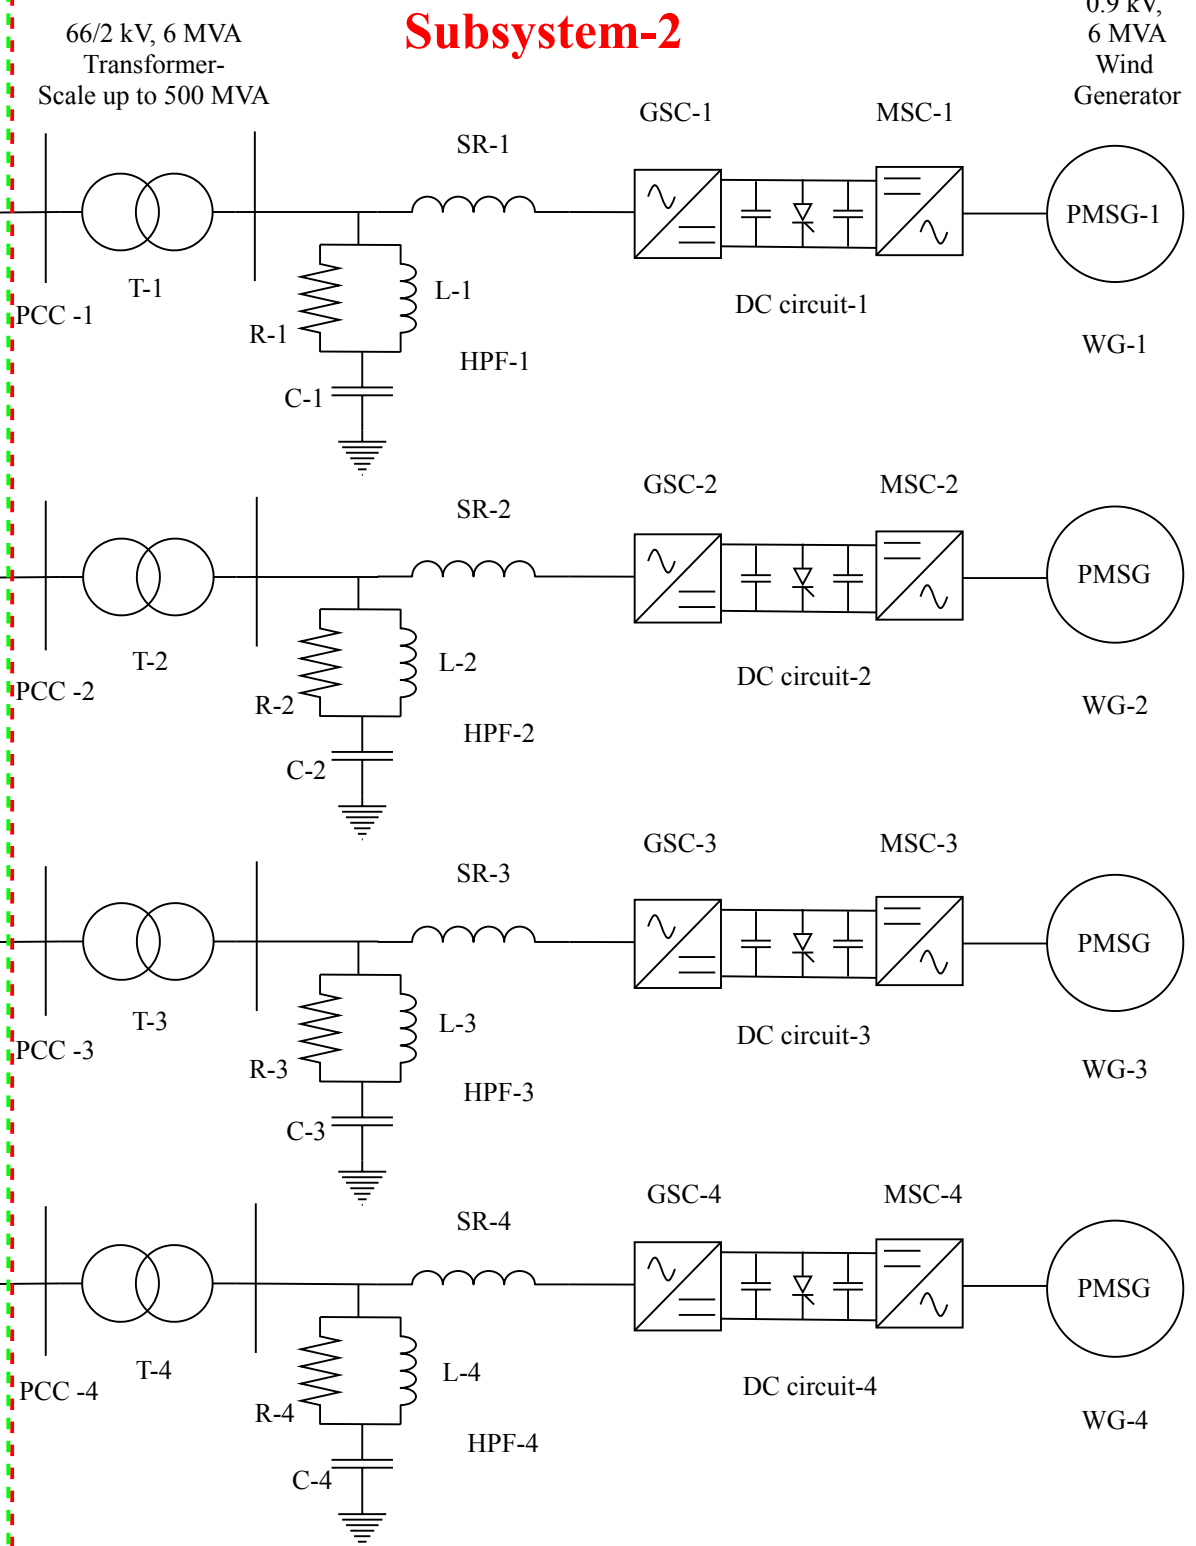 Subsystem-2
66/2 kV, 6 MVA
Transformer-
Scale up to 500 MVA
0.9 kV,
6 MVA
Wind
Generator
GSC-1
MSC-1
SR-1
PMSG-1
T-1
L-1
DC circuit-1
PCC -1
R-1
WG-1
HPF-1
C-1
GSC-2
MSC-2
SR-2
PMSG
T-2
L-2
DC circuit-2
PCC -2
R-2
WG-2
HPF-2
C-2
GSC-3
MSC-3
SR-3
PMSG
T-3
L-3
DC circuit-3
PCC -3
R-3
WG-3
HPF-3
C-3
GSC-4
MSC-4
SR-4
PMSG
T-4
L-4
DC circuit-4
PCC -4
R-4
WG-4
HPF-4
C-4